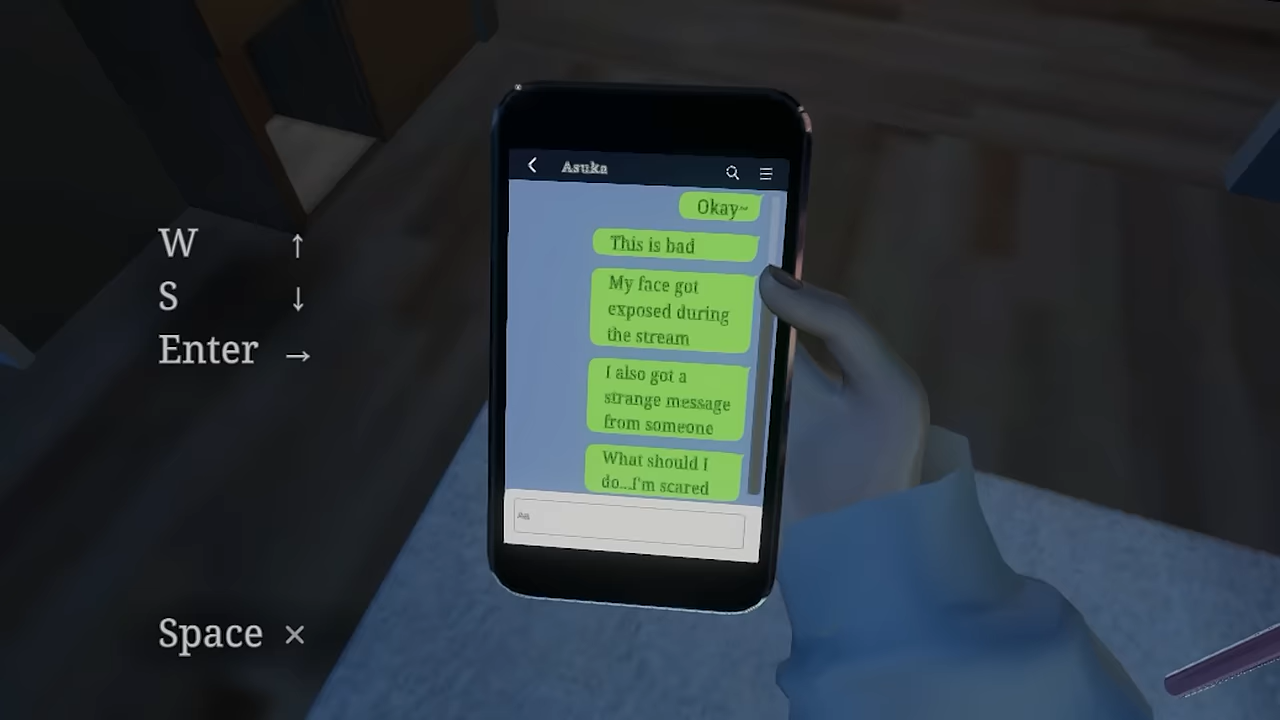 Asuka
Okay~
This is bad
My face got
exposed during
the stream
I also got a
strange message
from someone
What should I
do...I'm scared
Aa
W ↑
S ↓
Enter →
Space ×